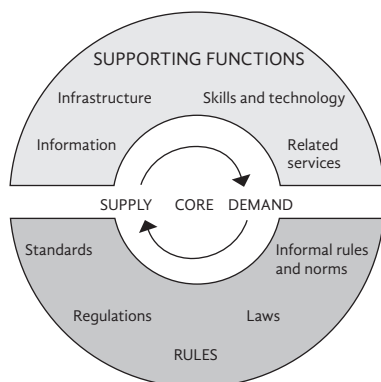 SUPPORTING FUNCTIONS
Infrastructure
Skills and technology
Information
Related
services
SUPPLY CORE DEMAND
Standards
Informal rules
and norms
Regulations
Laws
RULES